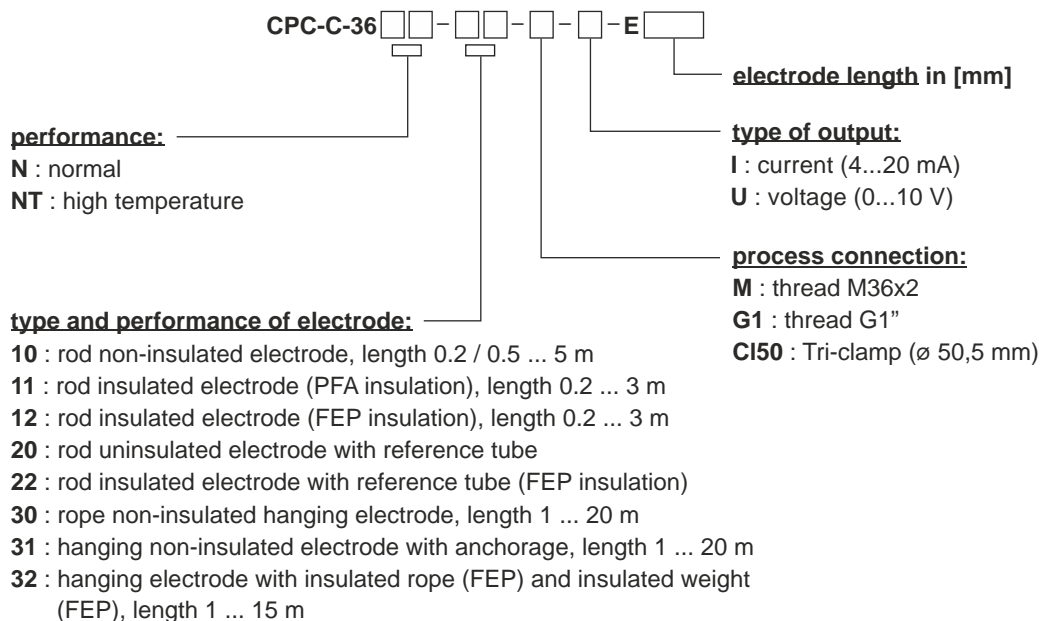 CPC-C-36 – – – – E
electrode length in [mm]
performance:
N : normal
NT : high temperature
type of output:
I : current (4...20 mA)
U : voltage (0...10 V)
process connection:
M : thread M36x2
G1 : thread G1”
Cl50 : Tri-clamp (ø 50,5 mm)
type and performance of electrode:
10 : rod non-insulated electrode, length 0.2 / 0.5 ... 5 m
11 : rod insulated electrode (PFA insulation), length 0.2 ... 3 m
12 : rod insulated electrode (FEP insulation), length 0.2 ... 3 m
20 : rod uninsulated electrode with reference tube
22 : rod insulated electrode with reference tube (FEP insulation)
30 : rope non-insulated hanging electrode, length 1 ... 20 m
31 : hanging non-insulated electrode with anchorage, length 1 ... 20 m
32 : hanging electrode with insulated rope (FEP) and insulated weight
(FEP), length 1 ... 15 m